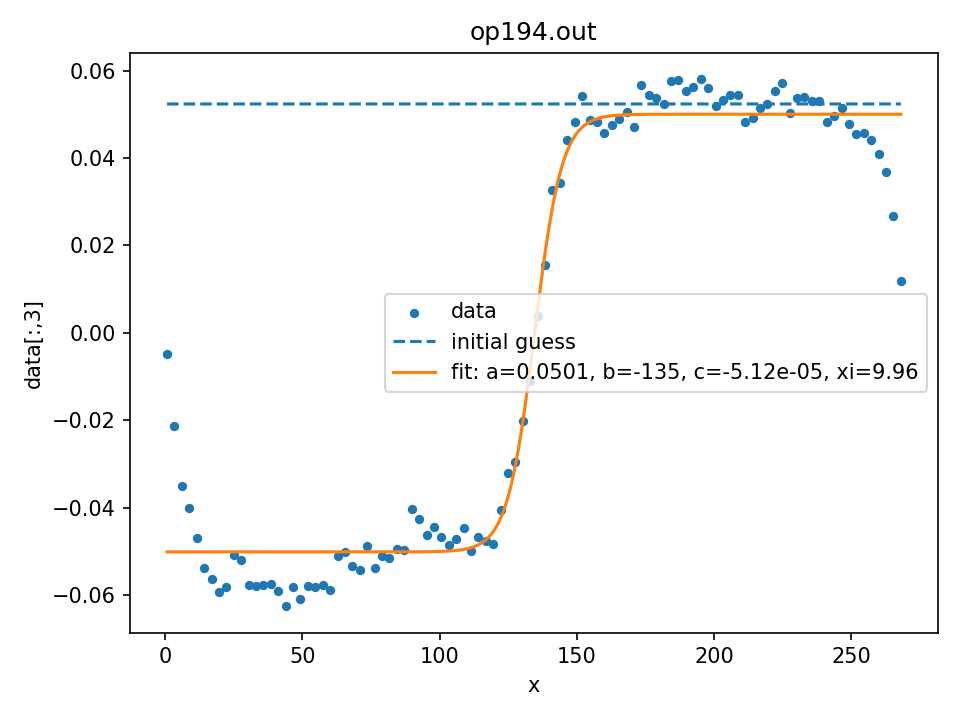 op194.out
0.06
0.04
0.02
0.00
−0.02
−0.04
−0.06
data[:,3]
data
initial guess
fit: a=0.0501, b=-135, c=-5.12e-05, xi=9.96
0 50 100 150 200 250
x